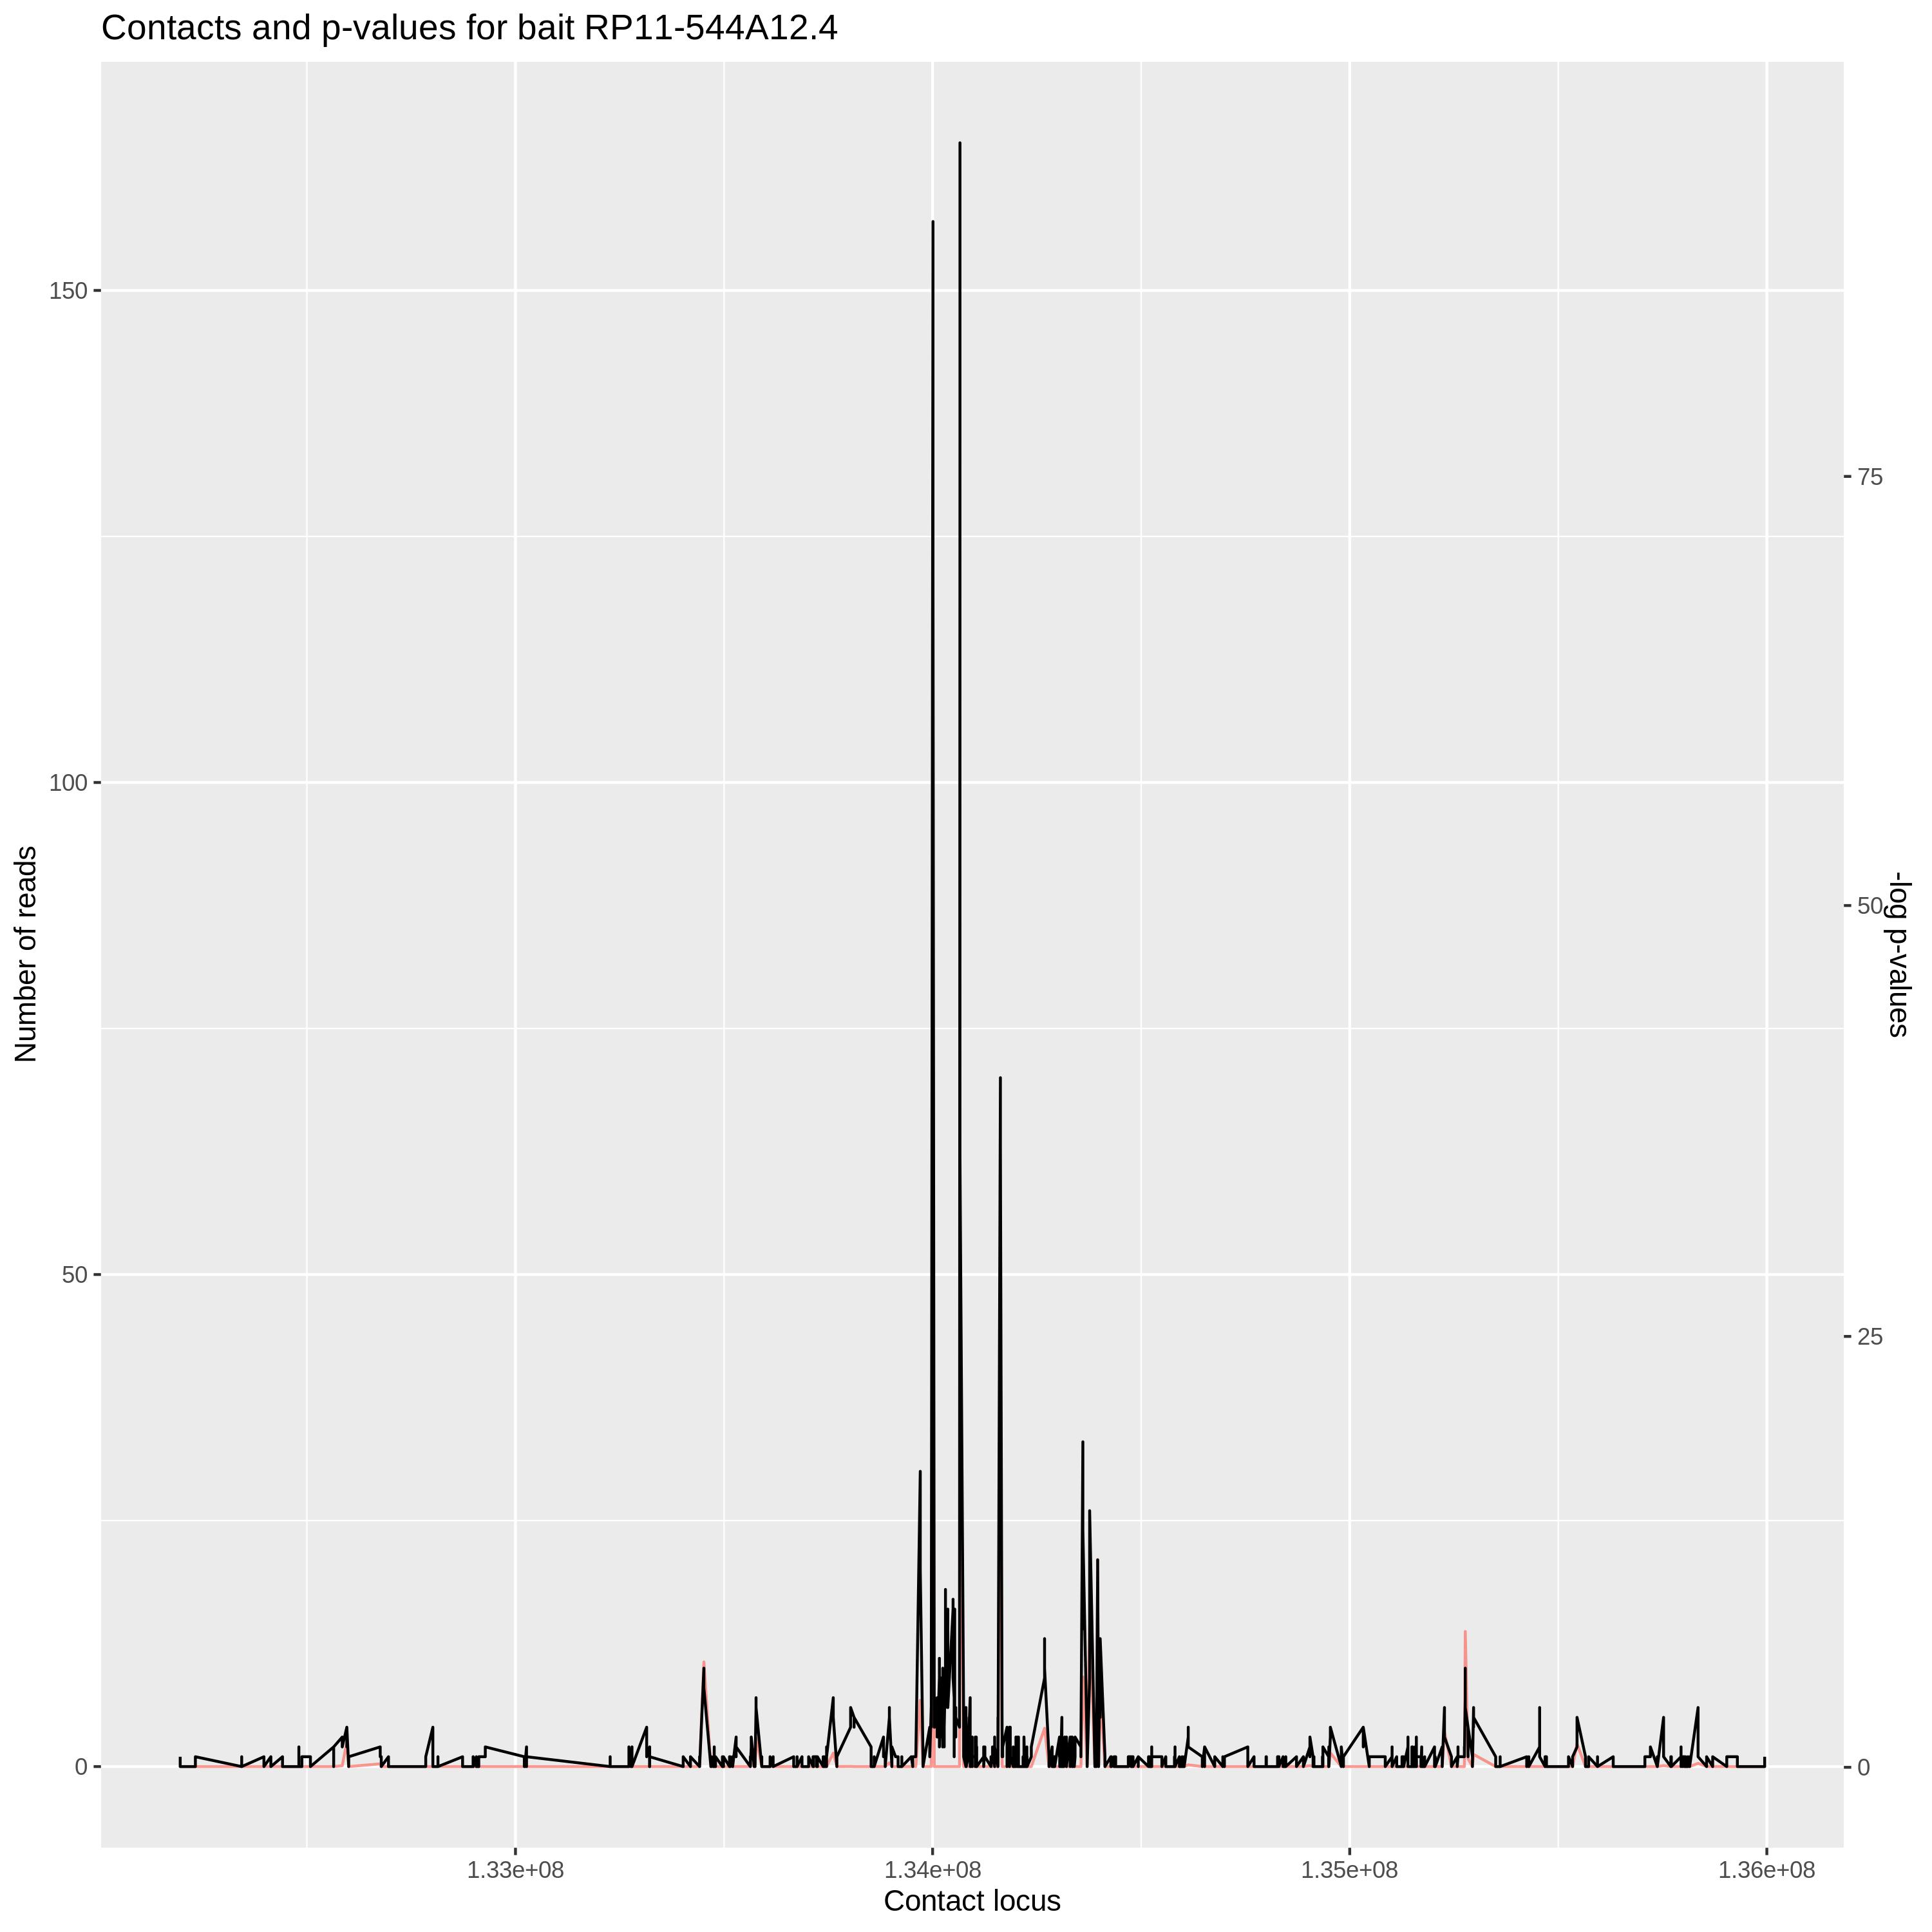 Contacts and p-values for bait RP11-544A12.4
150
100
50
0
Number of reads
75
50
25
0
-log p-values
1.33e+08
1.34e+08
1.35e+08
1.36e+08
Contact locus